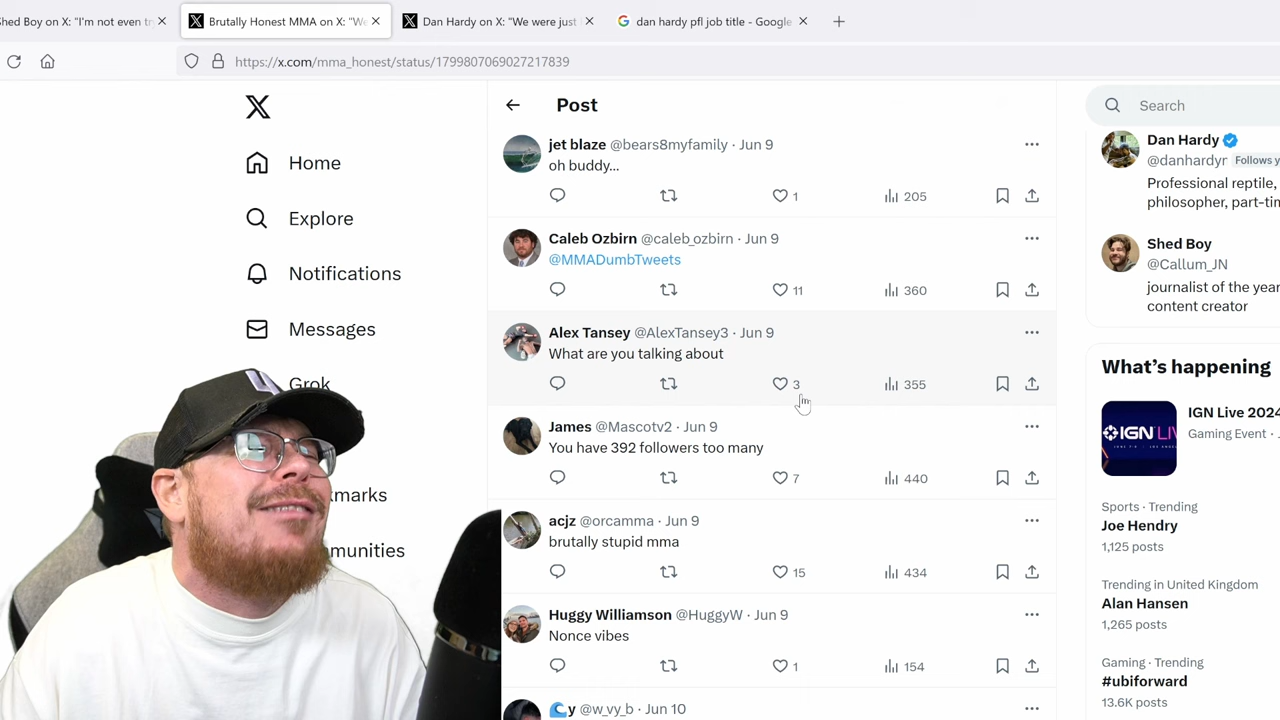 Shed Boy on X: "I'm not even tr
Brutally Honest MMA on X: "We
Dan Hardy on X: "We were just
dan hardy pfl job title - Google
https://x.com/mma_honest/status/1799807069027217839
Home
Explore
Notifications
Messages
Grok
kmarks
munities
Post
jet blaze @bears8myfamily · Jun 9
oh buddy...
1
205
Caleb Ozbirn @caleb_ozbirn · Jun 9
@MMADumbTweets
11
360
Alex Tansey @AlexTansey3 · Jun 9
What are you talking about
3
355
James @Mascotv2 · Jun 9
You have 392 followers too many
7
440
acjz @orcamma · Jun 9
brutally stupid mma
15
434
Huggy Williamson @HuggyW · Jun 9
Nonce vibes
1
154
y @w_vy_b · Jun 10
Search
Dan Hardy
@danhardyr Follows y
Professional reptile,
philosopher, part-tim
Shed Boy
@Callum_JN
journalist of the year
content creator
What's happening
IGN LIV
IGN Live 2024
Gaming Event ·
Sports · Trending
Joe Hendry
1,125 posts
Trending in United Kingdom
Alan Hansen
1,265 posts
Gaming · Trending
#ubiforward
13.6K posts